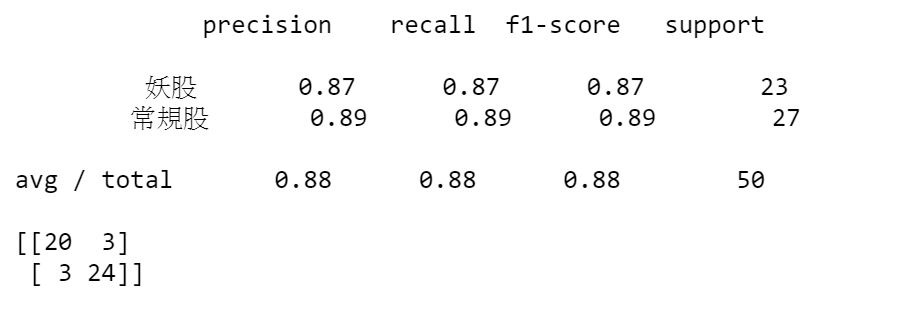 precision recall f1-score support
妖股 0.87 0.87 0.87 23
常規股 0.89 0.89 0.89 27
avg / total 0.88 0.88 0.88 50
[[20 3]
[ 3 24]]